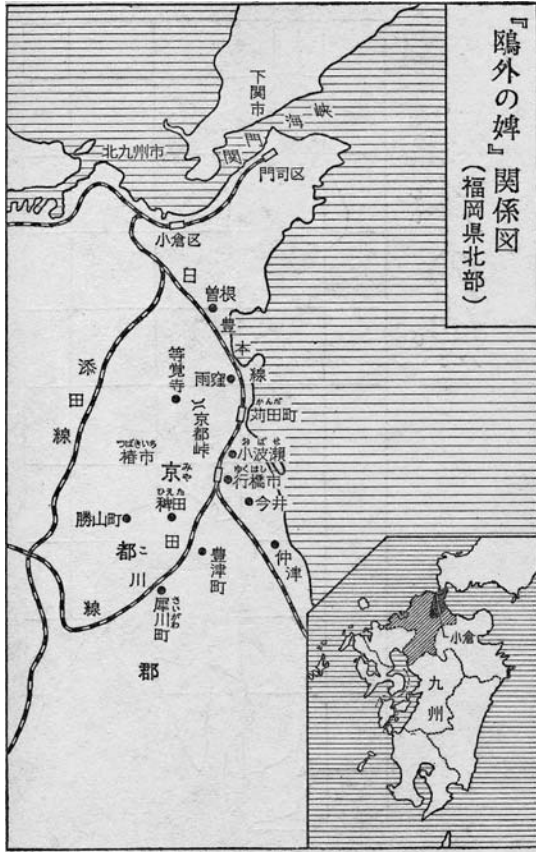 『鴎外の婢』関係図
(福岡県北部)
下関市
関門海峡
北九州市
門司区
小倉区
日豊本線
曽根
添田線
等覚寺
雨窪
京都峠
かんだ
苅田町
おばせ
小波瀬
つばきいち
椿市
ゆくはし
行橋市
みやこ
京都郡
ひえた
稗田
今井
勝山町
田川線
豊津町
仲津
さいがわ
犀川町
小倉
九州